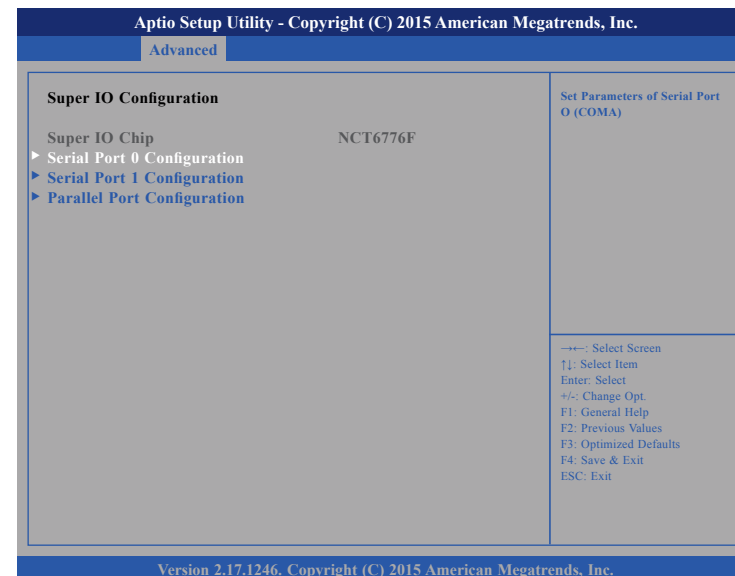 Aptio Setup Utility - Copyright (C) 2015 American Megatrends, Inc.
Advanced
Super IO Configuration
Super IO Chip NCT6776F
Serial Port 0 Configuration
Serial Port 1 Configuration
Parallel Port Configuration
Set Parameters of Serial Port
O (COMA)
→←: Select Screen
↑↓: Select Item
Enter: Select
+/-: Change Opt.
F1: General Help
F2: Previous Values
F3: Optimized Defaults
F4: Save & Exit
ESC: Exit
Version 2.17.1246. Copyright (C) 2015 American Megatrends, Inc.